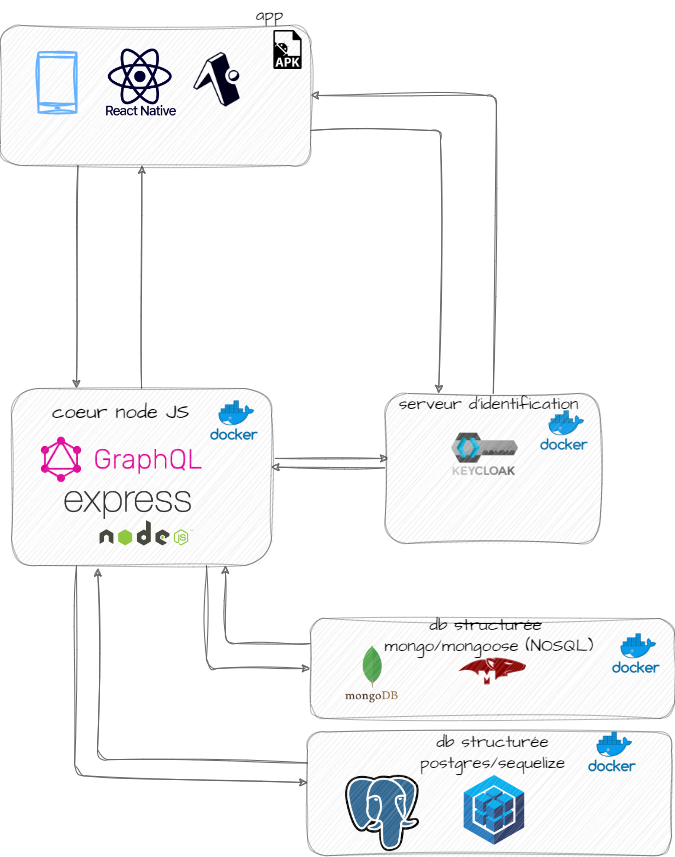 app
APK
React Native
coeur node JS
docker
GraphQL
express
node
JS
serveur d'identification
docker
KEYCLOAK
db structurée
mongo/mongoose (NOSQL)
docker
mongoDB
M
db structurée
postgres/sequelize
docker